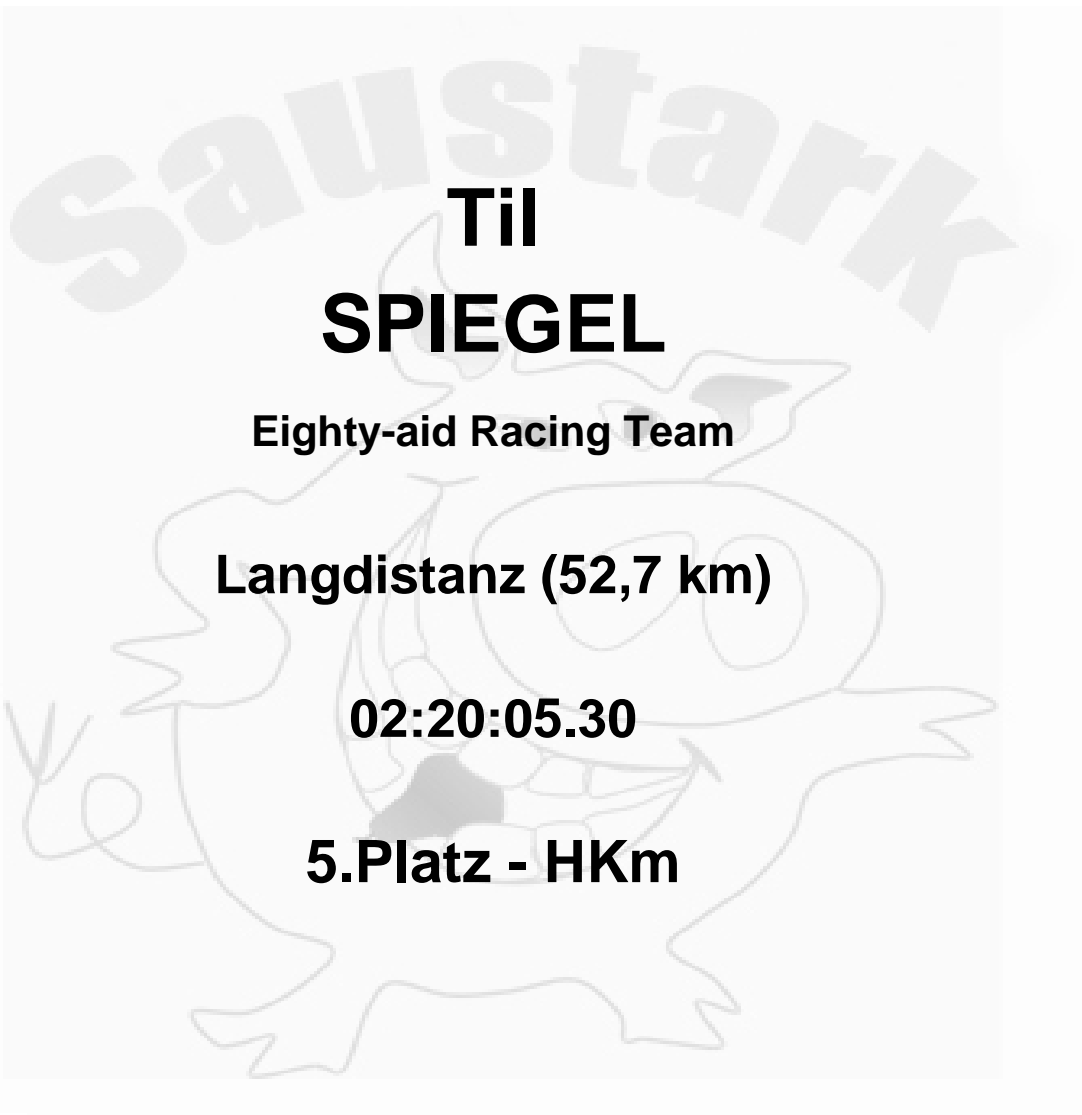 Saustark
Til
SPIEGEL
Eighty-aid Racing Team
Langdistanz (52,7 km)
02:20:05.30
5.Platz - HKm